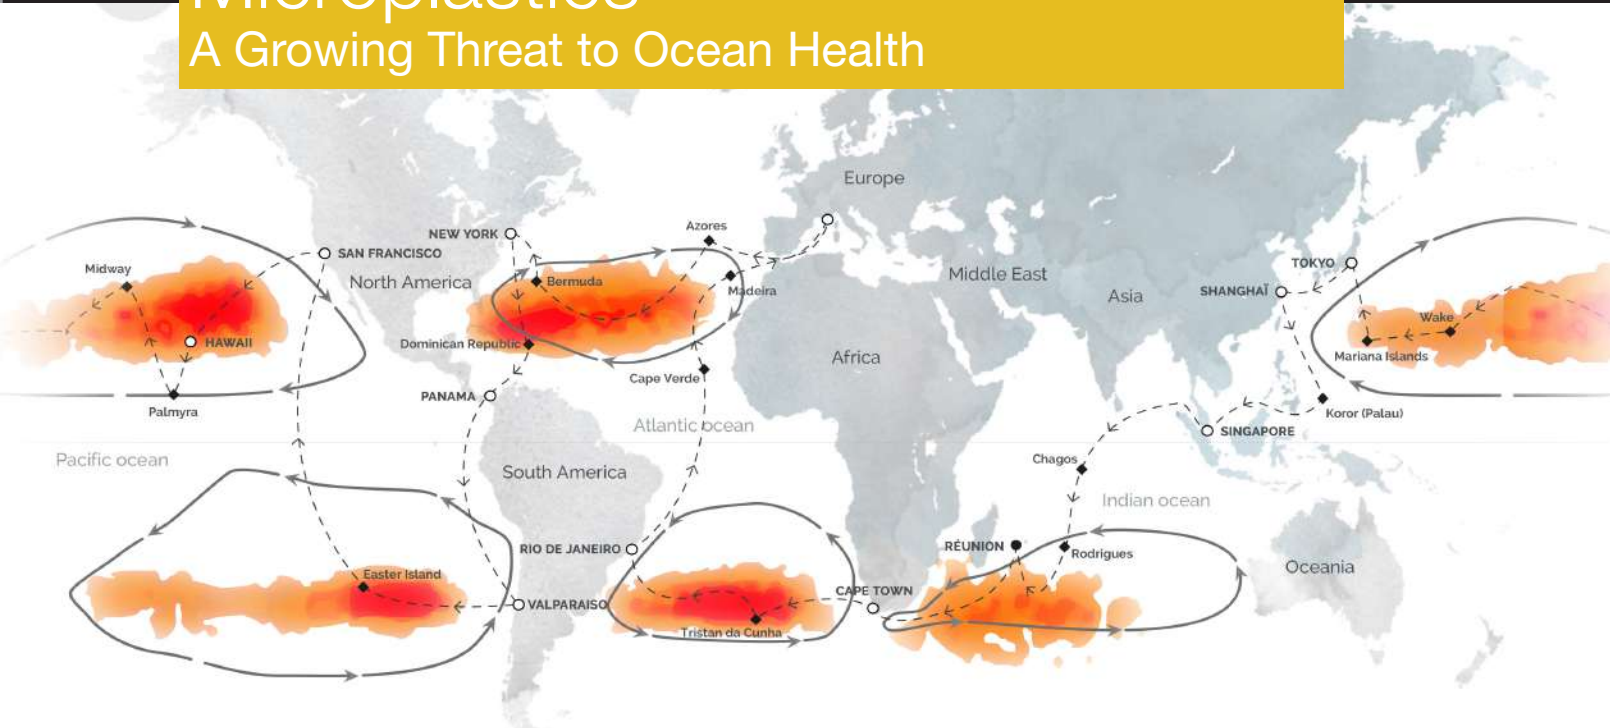 Microplastics
A Growing Threat to Ocean Health
Europe
Azores
NEW YORK
SAN FRANCISCO
North America
Midway
Bermuda
Madeira
Middle East
Asia
TOKYO
SHANGHAÏ
Wake
HAWAII
Dominican Republic
Africa
Mariana Islands
Cape Verde
PANAMA
Palmyra
Koror (Palau)
Atlantic ocean
SINGAPORE
Pacific ocean
Chagos
South America
Indian ocean
RIO DE JANEIRO
RÉUNION
Rodrigues
Easter Island
Oceania
CAPE TOWN
VALPARAISO
Tristan da Cunha